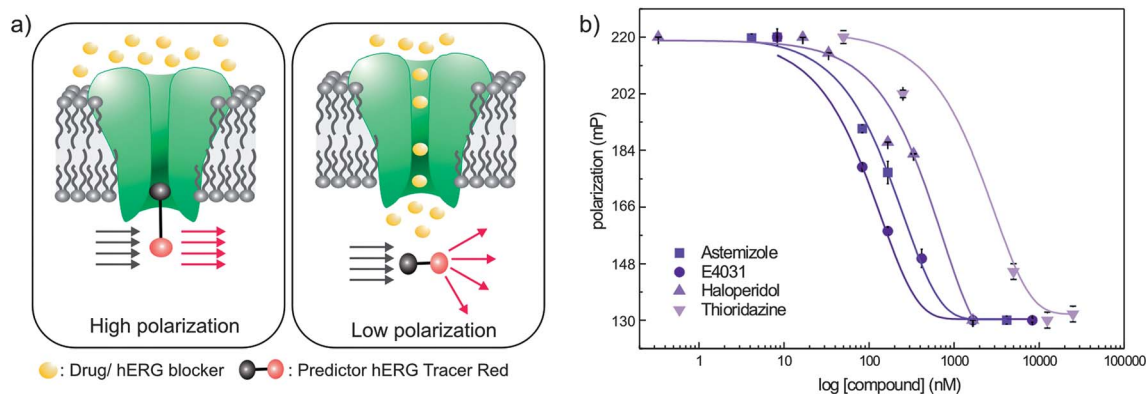 a)
High polarization
Low polarization
: Drug/ hERG blocker
: Predictor hERG Tracer Red
b)
polarization (mP)
220
202
184
166
148
130
Astemizole
E4031
Haloperidol
Thioridazine
1 10 100 1000 10000 100000
log [compound] (nM)